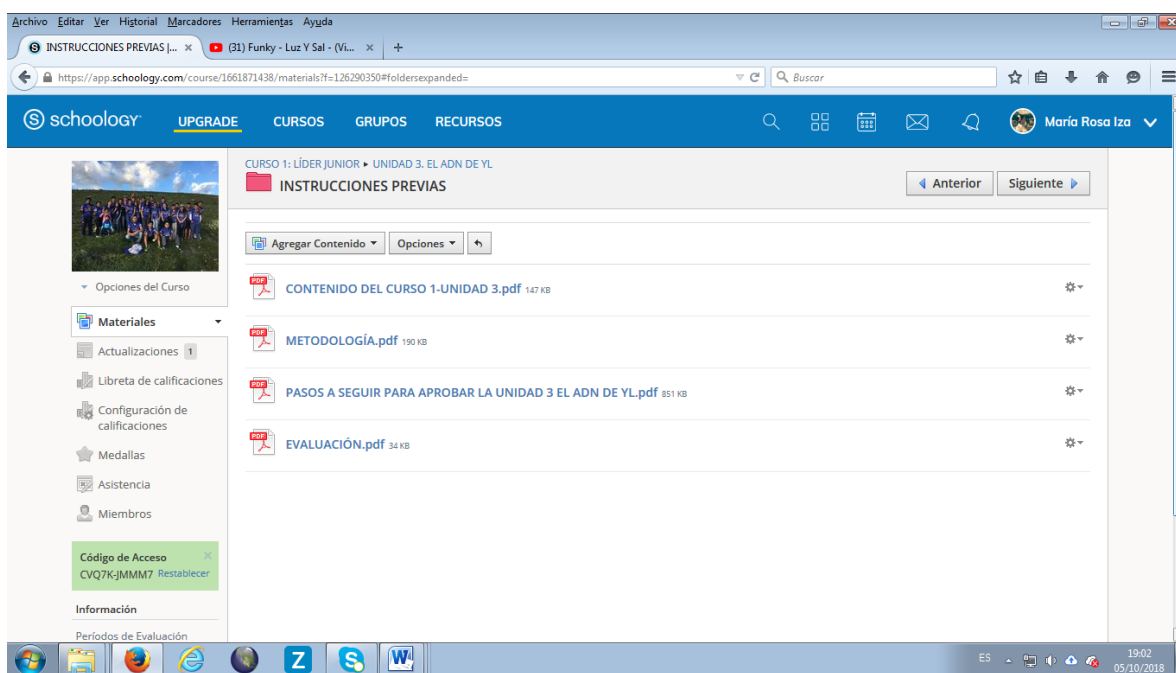 Archivo Editar Ver Historial Marcadores Herramientas Ayuda
INSTRUCCIONES PREVIAS |... × (31) Funky - Luz Y Sal - (Vi... × +
https://app.schoology.com/course/1661871438/materials?f=126290350#foldersexpanded= Buscar
S schoology UPGRADE CURSOS GRUPOS RECURSOS María Rosa Iza
CURSO 1: LÍDER JUNIOR ▸ UNIDAD 3. EL ADN DE YL
INSTRUCCIONES PREVIAS
Anterior Siguiente
Agregar Contenido Opciones
Opciones del Curso
PDF CONTENIDO DEL CURSO 1-UNIDAD 3.pdf 147 KB
Materiales
PDF METODOLOGÍA.pdf 190 KB
Actualizaciones 1
Libreta de calificaciones
PDF PASOS A SEGUIR PARA APROBAR LA UNIDAD 3 EL ADN DE YL.pdf 851 KB
Configuración de
calificaciones
PDF EVALUACIÓN.pdf 34 KB
Medallas
Asistencia
Miembros
Código de Acceso ×
CVQ7K-JMMM7 Restablecer
Información
Períodos de Evaluación
Z S W ES 19:02
05/10/2018